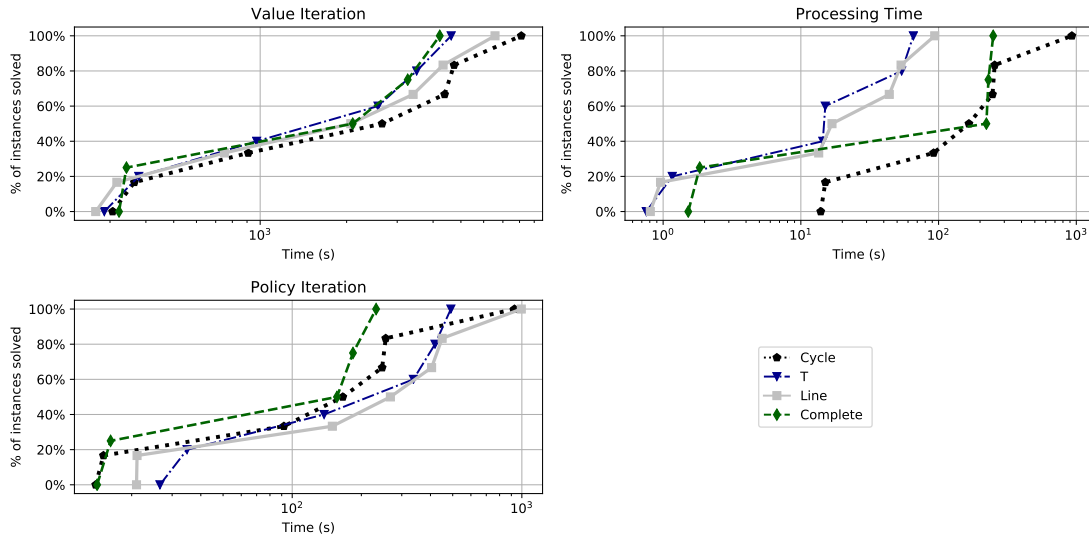 Value Iteration
% of instances solved
100%
80%
60%
40%
20%
0%
10³
Time (s)
Processing Time
% of instances solved
100%
80%
60%
40%
20%
0%
10⁰ 10¹ 10² 10³
Time (s)
Policy Iteration
% of instances solved
100%
80%
60%
40%
20%
0%
10² 10³
Time (s)
Cycle
T
Line
Complete